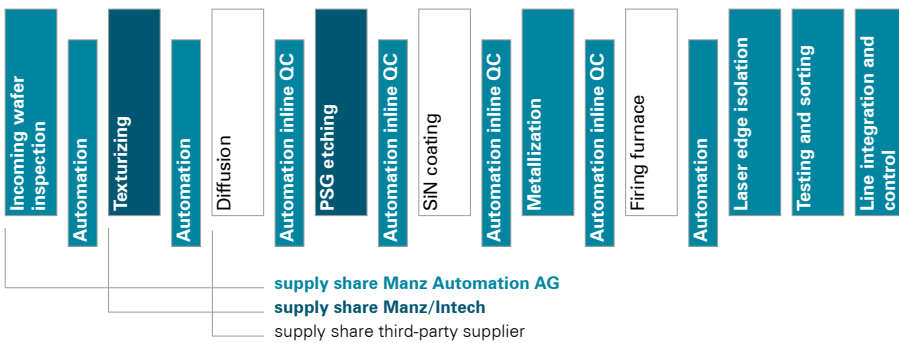 Incoming wafer
inspection
Automation
Texturizing
Automation
Diffusion
Automation inline QC
PSG etching
Automation inline QC
SiN coating
Automation inline QC
Metallization
Automation inline QC
Firing furnace
Automation
Laser edge isolation
Testing and sorting
Line integration and
control
supply share Manz Automation AG
supply share Manz/Intech
supply share third-party supplier